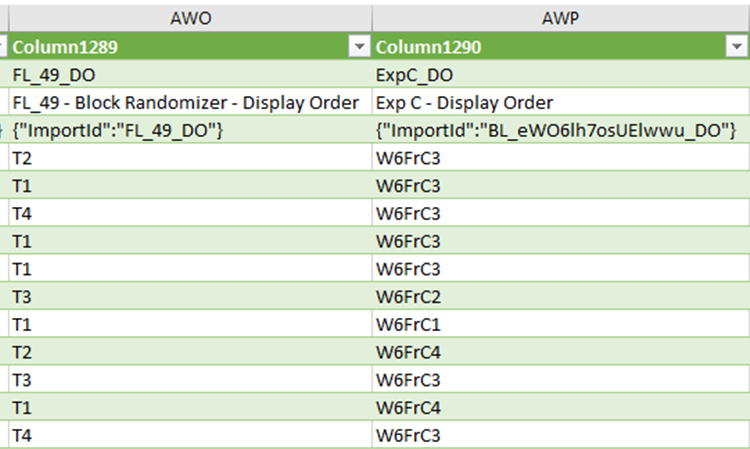 AWO AWP
Column1289 Column1290
FL_49_DO ExpC_DO
FL_49 - Block Randomizer - Display Order Exp C - Display Order
} {"ImportId":"FL_49_DO"} {"ImportId":"BL_eWO6lh7osUElwwu_DO"}
T2 W6FrC3
T1 W6FrC3
T4 W6FrC3
T1 W6FrC3
T1 W6FrC3
T3 W6FrC2
T1 W6FrC1
T2 W6FrC4
T3 W6FrC3
T1 W6FrC4
T4 W6FrC3